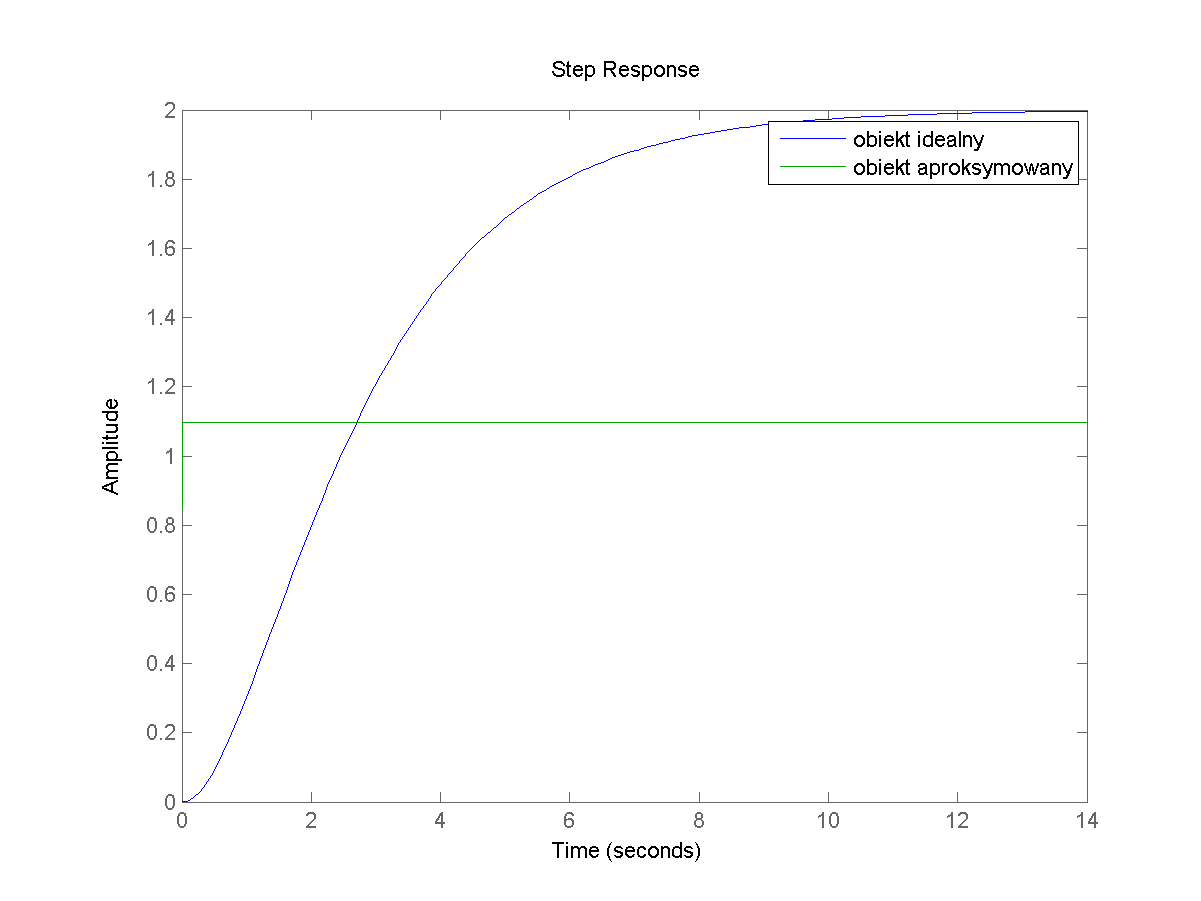 Step Response
2
1.8
1.6
1.4
1.2
1
0.8
0.6
0.4
0.2
0
obiekt idealny
obiekt aproksymowany
Amplitude
0 2 4 6 8 10 12 14
Time (seconds)